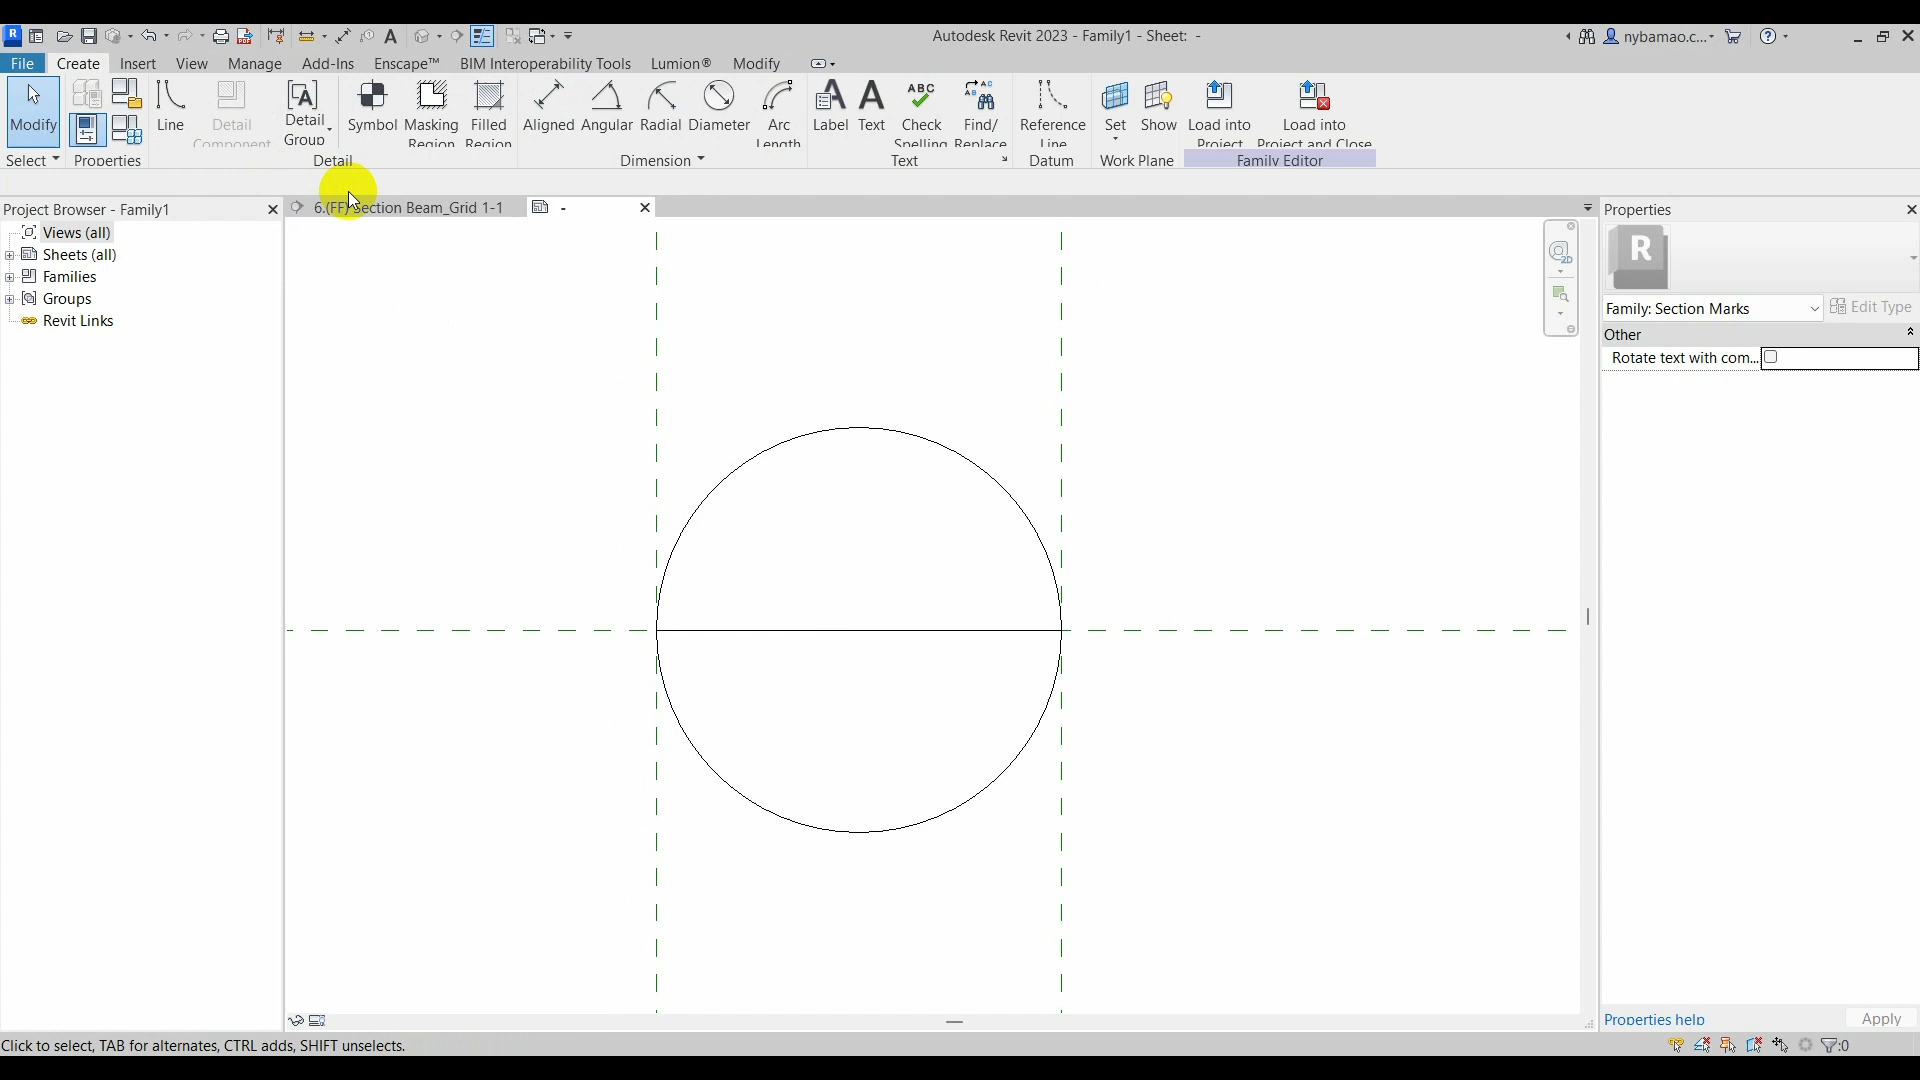 Autodesk Revit 2023 - Family1 - Sheet: -
nybamao.c...
File Create Insert View Manage Add-Ins Enscape™ BIM Interoperability Tools Lumion® Modify
Modify
Line
Detail
Component
Detail
Group
Symbol
Masking
Region
Filled
Region
Aligned
Angular
Radial
Diameter
Arc
Length
Label
Text
ABC
Check
Spelling
Find/
Replace
Reference
Line
Set
Show
Load into
Project
Load into
Project and Close
Select Properties Detail Dimension Text Datum Work Plane Family Editor
Project Browser - Family1
6.(FF) Section Beam_Grid 1-1
-
Views (all)
Sheets (all)
Families
Groups
Revit Links
2D
Properties
R
Family: Section Marks
Edit Type
Other
Rotate text with com...
Properties help
Apply
Click to select, TAB for alternates, CTRL adds, SHIFT unselects.
:0